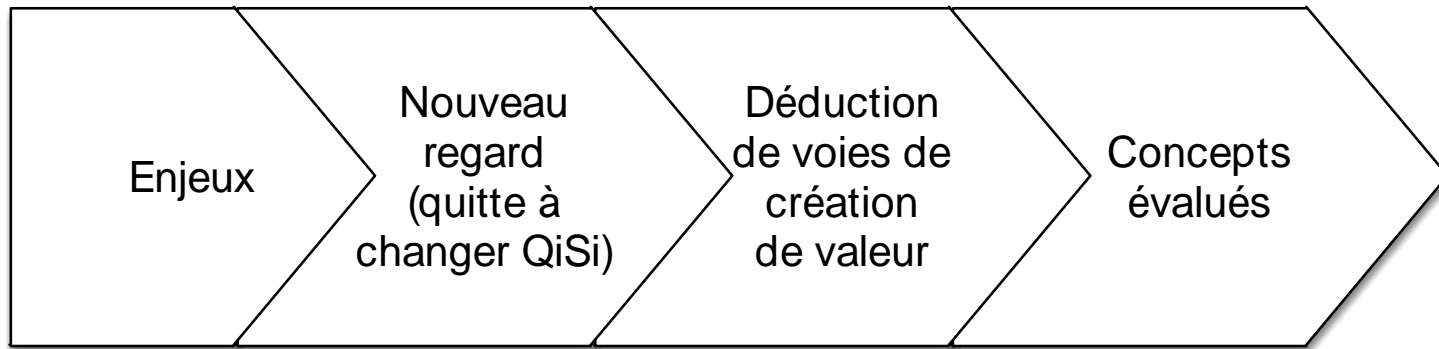 Enjeux
Nouveau
regard
(quitte à
changer QiSi)
Déduction
de voies de
création
de valeur
Concepts
évalués